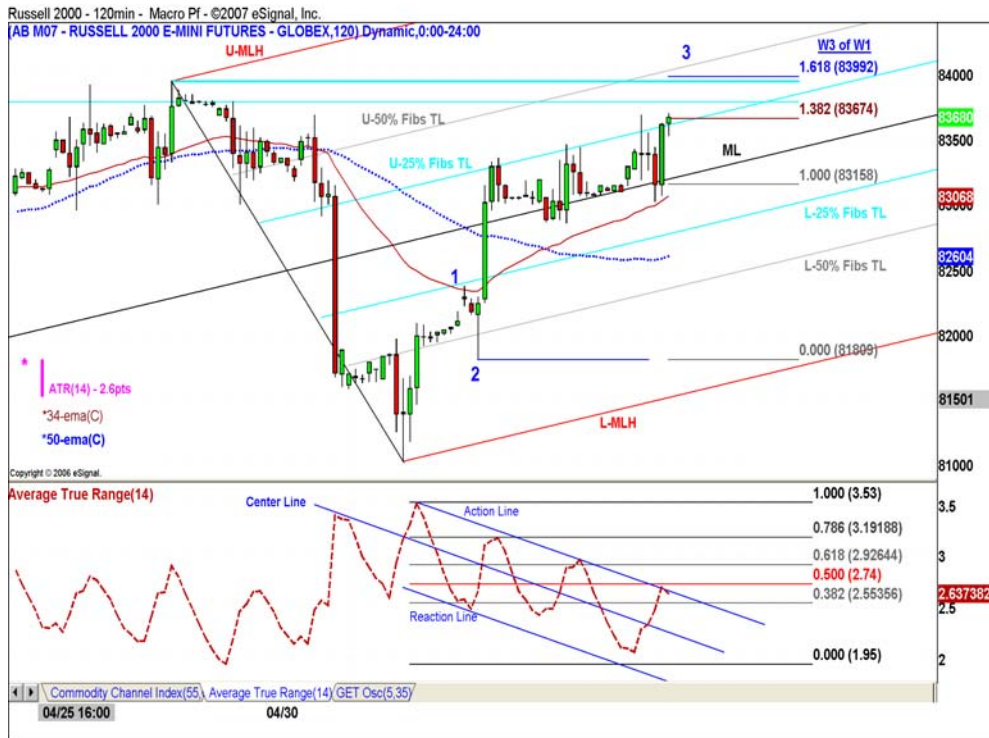 Russell 2000 - 120min - Macro Pf - ©2007 eSignal, Inc.
(AB M07 - RUSSELL 2000 E-MINI FUTURES - GLOBEX,120) Dynamic,0:00-24:00
U-MLH
3
W3 of W1
1.618 (83992)
84000
1.382 (83674)
83680
U-50% Fibs TL
83500
ML
U-25% Fibs TL
1.000 (83158)
83068
83000
L-25% Fibs TL
82604
L-50% Fibs TL
82500
1
82000
0.000 (81809)
2
*
ATR(14) - 2.6pts
81501
*34-ema(C)
L-MLH
*50-ema(C)
81000
Copyright © 2006 eSignal.
Average True Range(14)
Center Line
1.000 (3.53)
3.5
Action Line
0.786 (3.19188)
3
0.618 (2.92644)
0.500 (2.74)
2.637382
0.382 (2.55356)
2.5
Reaction Line
0.000 (1.95)
2
Commodity Channel Index(55,
Average True Range(14)
GET Osc(5,35)
04/25 16:00
04/30